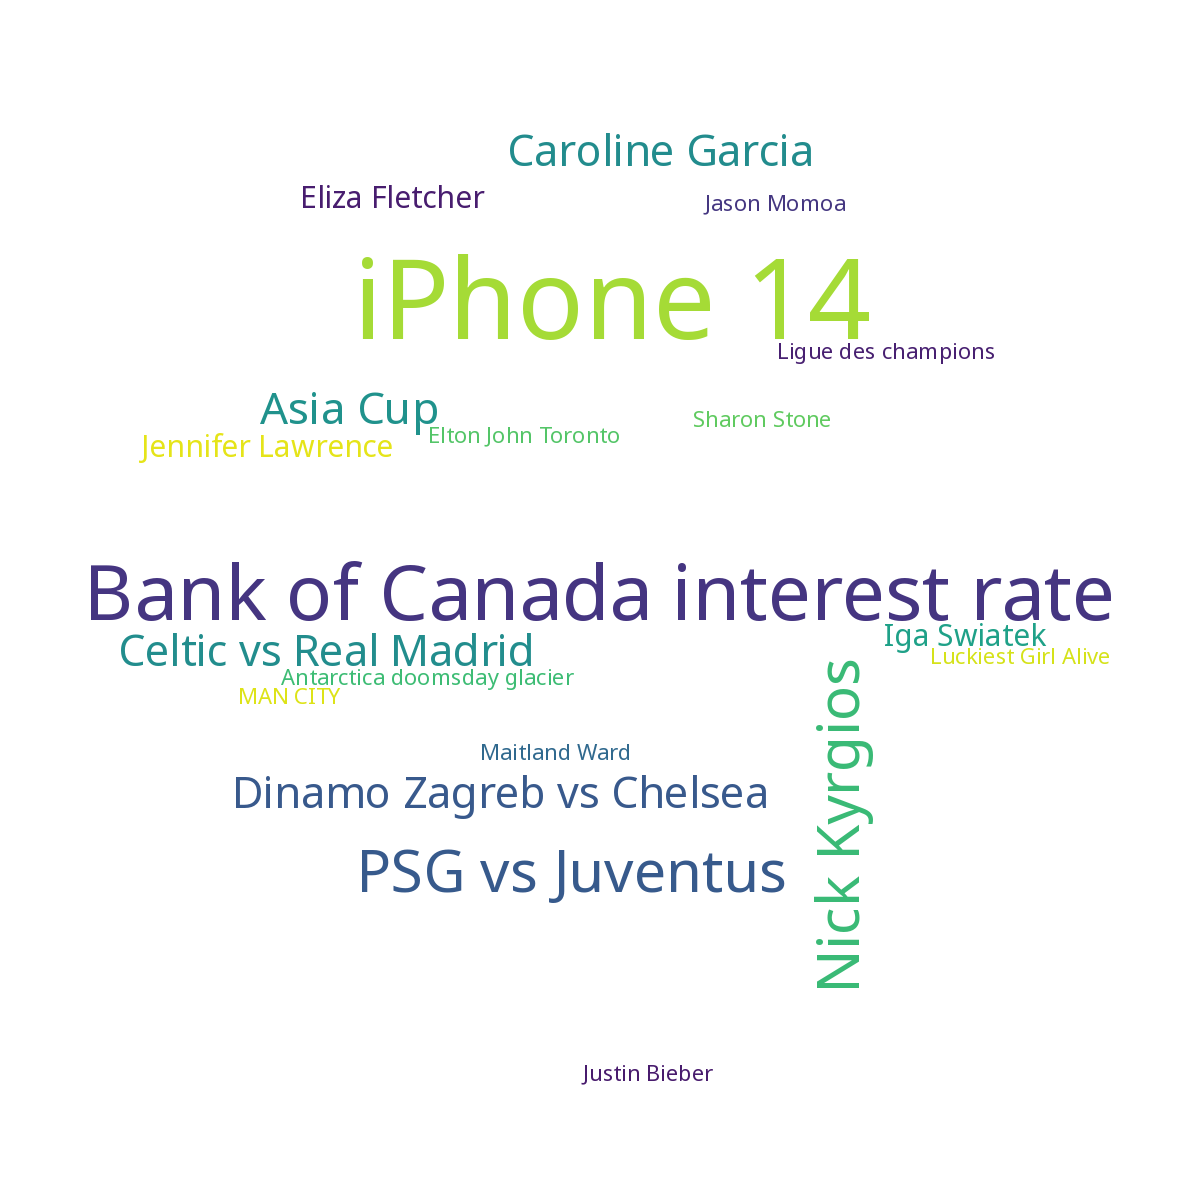 Caroline Garcia
Eliza Fletcher
Jason Momoa
iPhone 14
Ligue des champions
Asia Cup
Sharon Stone
Elton John Toronto
Jennifer Lawrence
Bank of Canada interest rate
Iga Swiatek
Celtic vs Real Madrid
Luckiest Girl Alive
Antarctica doomsday glacier
MAN CITY
Maitland Ward
Dinamo Zagreb vs Chelsea
Nick Kyrgios
PSG vs Juventus
Justin Bieber